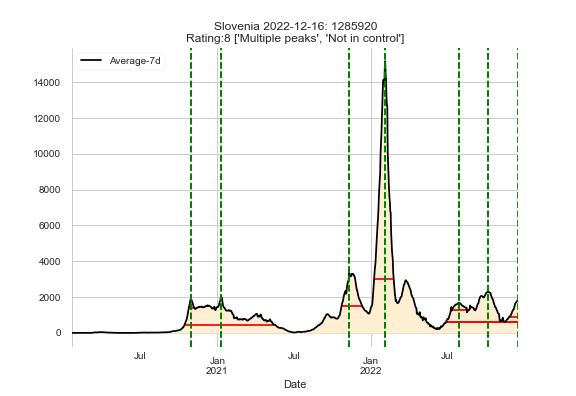 Slovenia 2022-12-16: 1285920
Rating:8 ['Multiple peaks', 'Not in control']
Average-7d
14000
12000
10000
8000
6000
4000
2000
0
Jul
Jan
2021
Jul
Jan
2022
Jul
Date